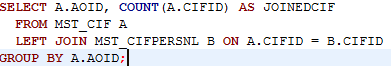 SELECT A.AOID, COUNT(A.CIFID) AS JOINEDCIF
FROM MST_CIF A
LEFT JOIN MST_CIFPERSNL B ON A.CIFID = B.CIFID
GROUP BY A.AOID;